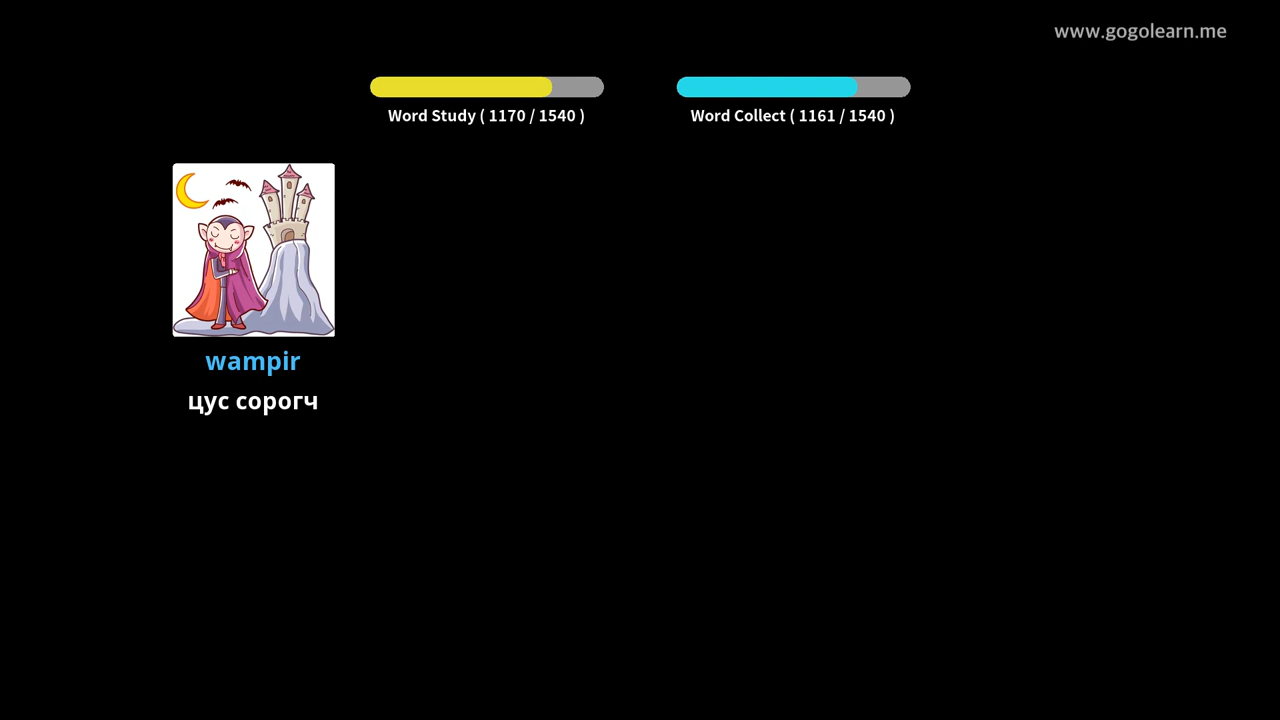 www.gogolearn.me
Word Study ( 1170 / 1540 )
Word Collect ( 1161 / 1540 )
wampir
цус сорогч